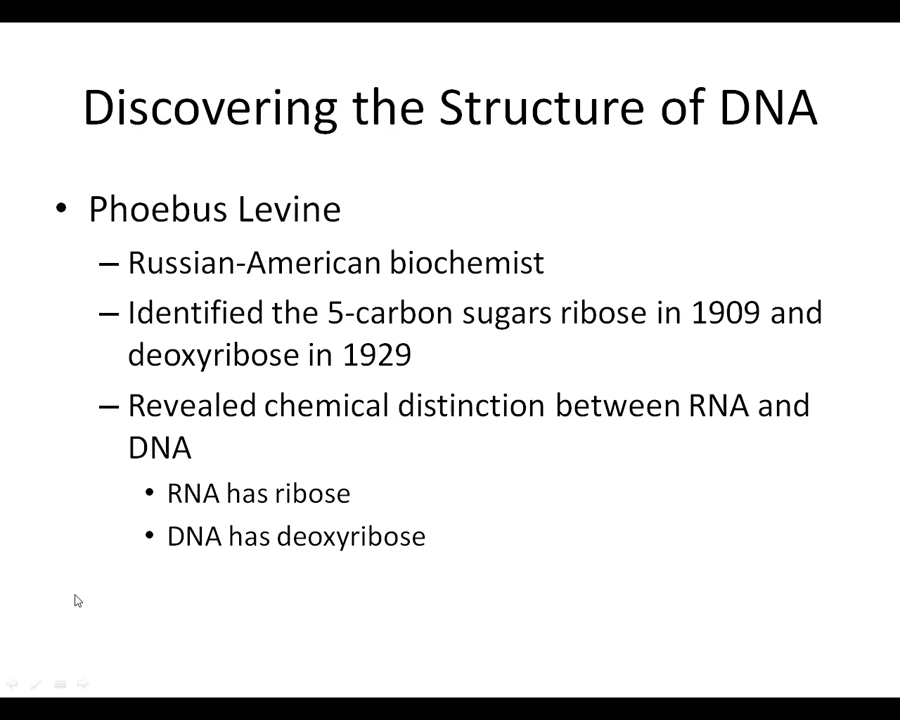 Discovering the Structure of DNA
• Phoebus Levine
– Russian-American biochemist
– Identified the 5-carbon sugars ribose in 1909 and
deoxyribose in 1929
– Revealed chemical distinction between RNA and
DNA
• RNA has ribose
• DNA has deoxyribose